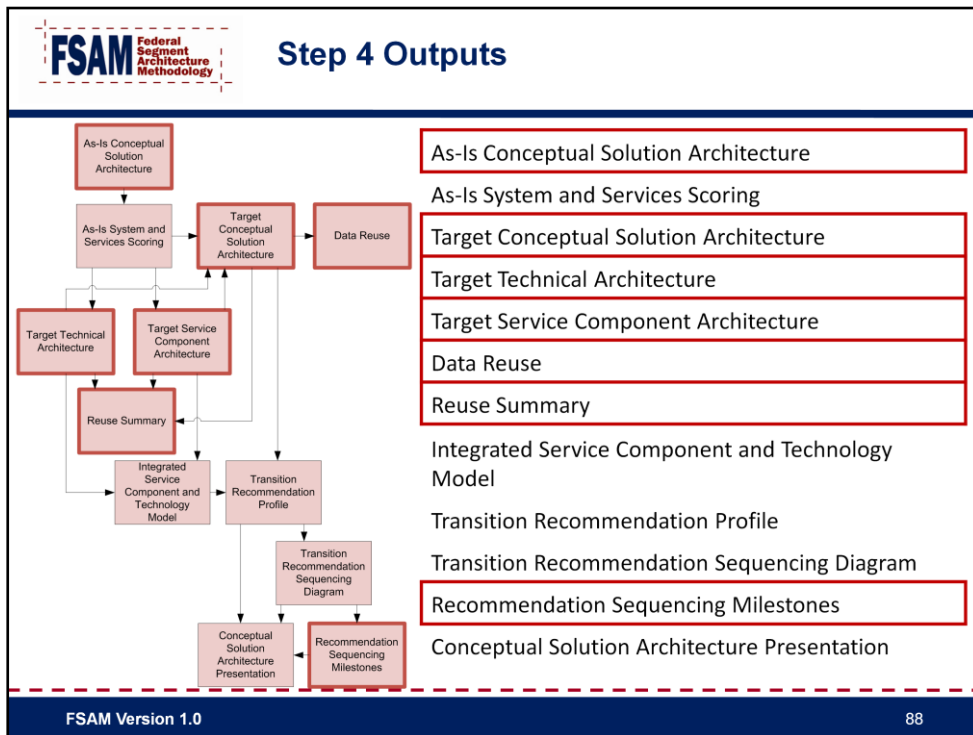 FSAM
Federal
Segment
Architecture
Methodology
Step 4 Outputs
As-Is Conceptual
Solution
Architecture
As-Is System and
Services Scoring
Target
Conceptual
Solution
Architecture
Data Reuse
Target Technical
Architecture
Target Service
Component
Architecture
Reuse Summary
Integrated
Service
Component and
Technology
Model
Transition
Recommendation
Profile
Transition
Recommendation
Sequencing
Diagram
Conceptual
Solution
Architecture
Presentation
Recommendation
Sequencing
Milestones
As-Is Conceptual Solution Architecture
As-Is System and Services Scoring
Target Conceptual Solution Architecture
Target Technical Architecture
Target Service Component Architecture
Data Reuse
Reuse Summary
Integrated Service Component and Technology
Model
Transition Recommendation Profile
Transition Recommendation Sequencing Diagram
Recommendation Sequencing Milestones
Conceptual Solution Architecture Presentation
FSAM Version 1.0
88